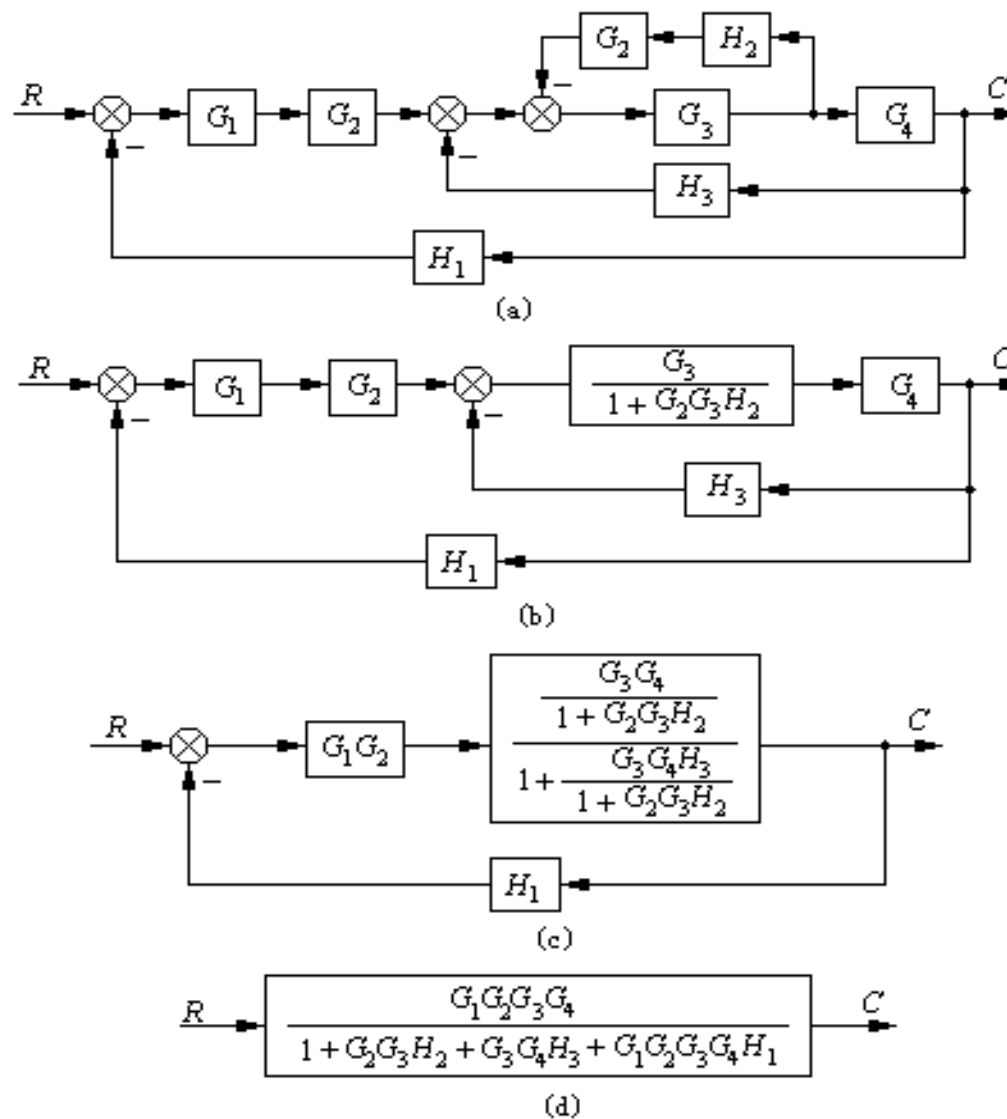 G₂ H₂
R G₁ G₂ − − G₃ G₄ C
− − H₃
H₁
(a)
R G₁ G₂ G₃ / (1 + G₂G₃H₂) G₄ C
− − H₃
H₁
(b)
R G₁G₂ (G₃G₄ / (1 + G₂G₃H₂)) / (1 + G₃G₄H₃ / (1 + G₂G₃H₂)) C
−
H₁
(c)
R G₁G₂G₃G₄ / (1 + G₂G₃H₂ + G₃G₄H₃ + G₁G₂G₃G₄H₁) C
(d)